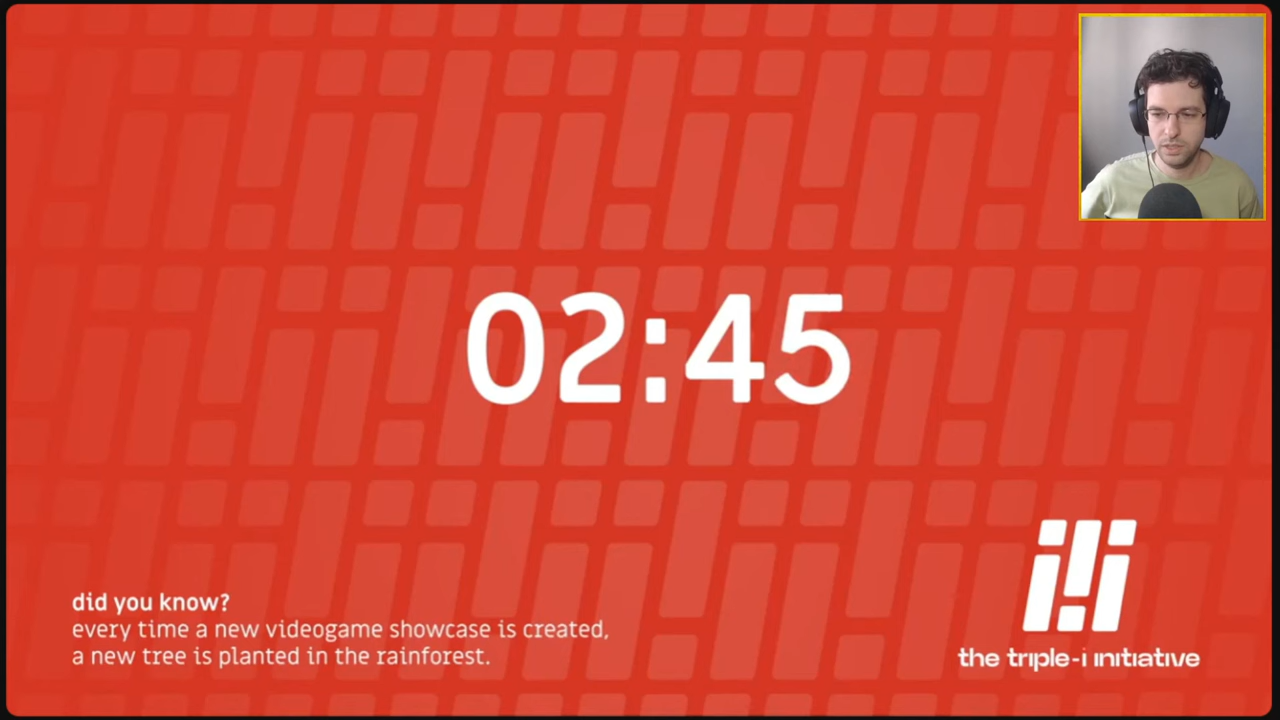 02:45
did you know?
every time a new videogame showcase is created,
a new tree is planted in the rainforest.
the triple-i initiative